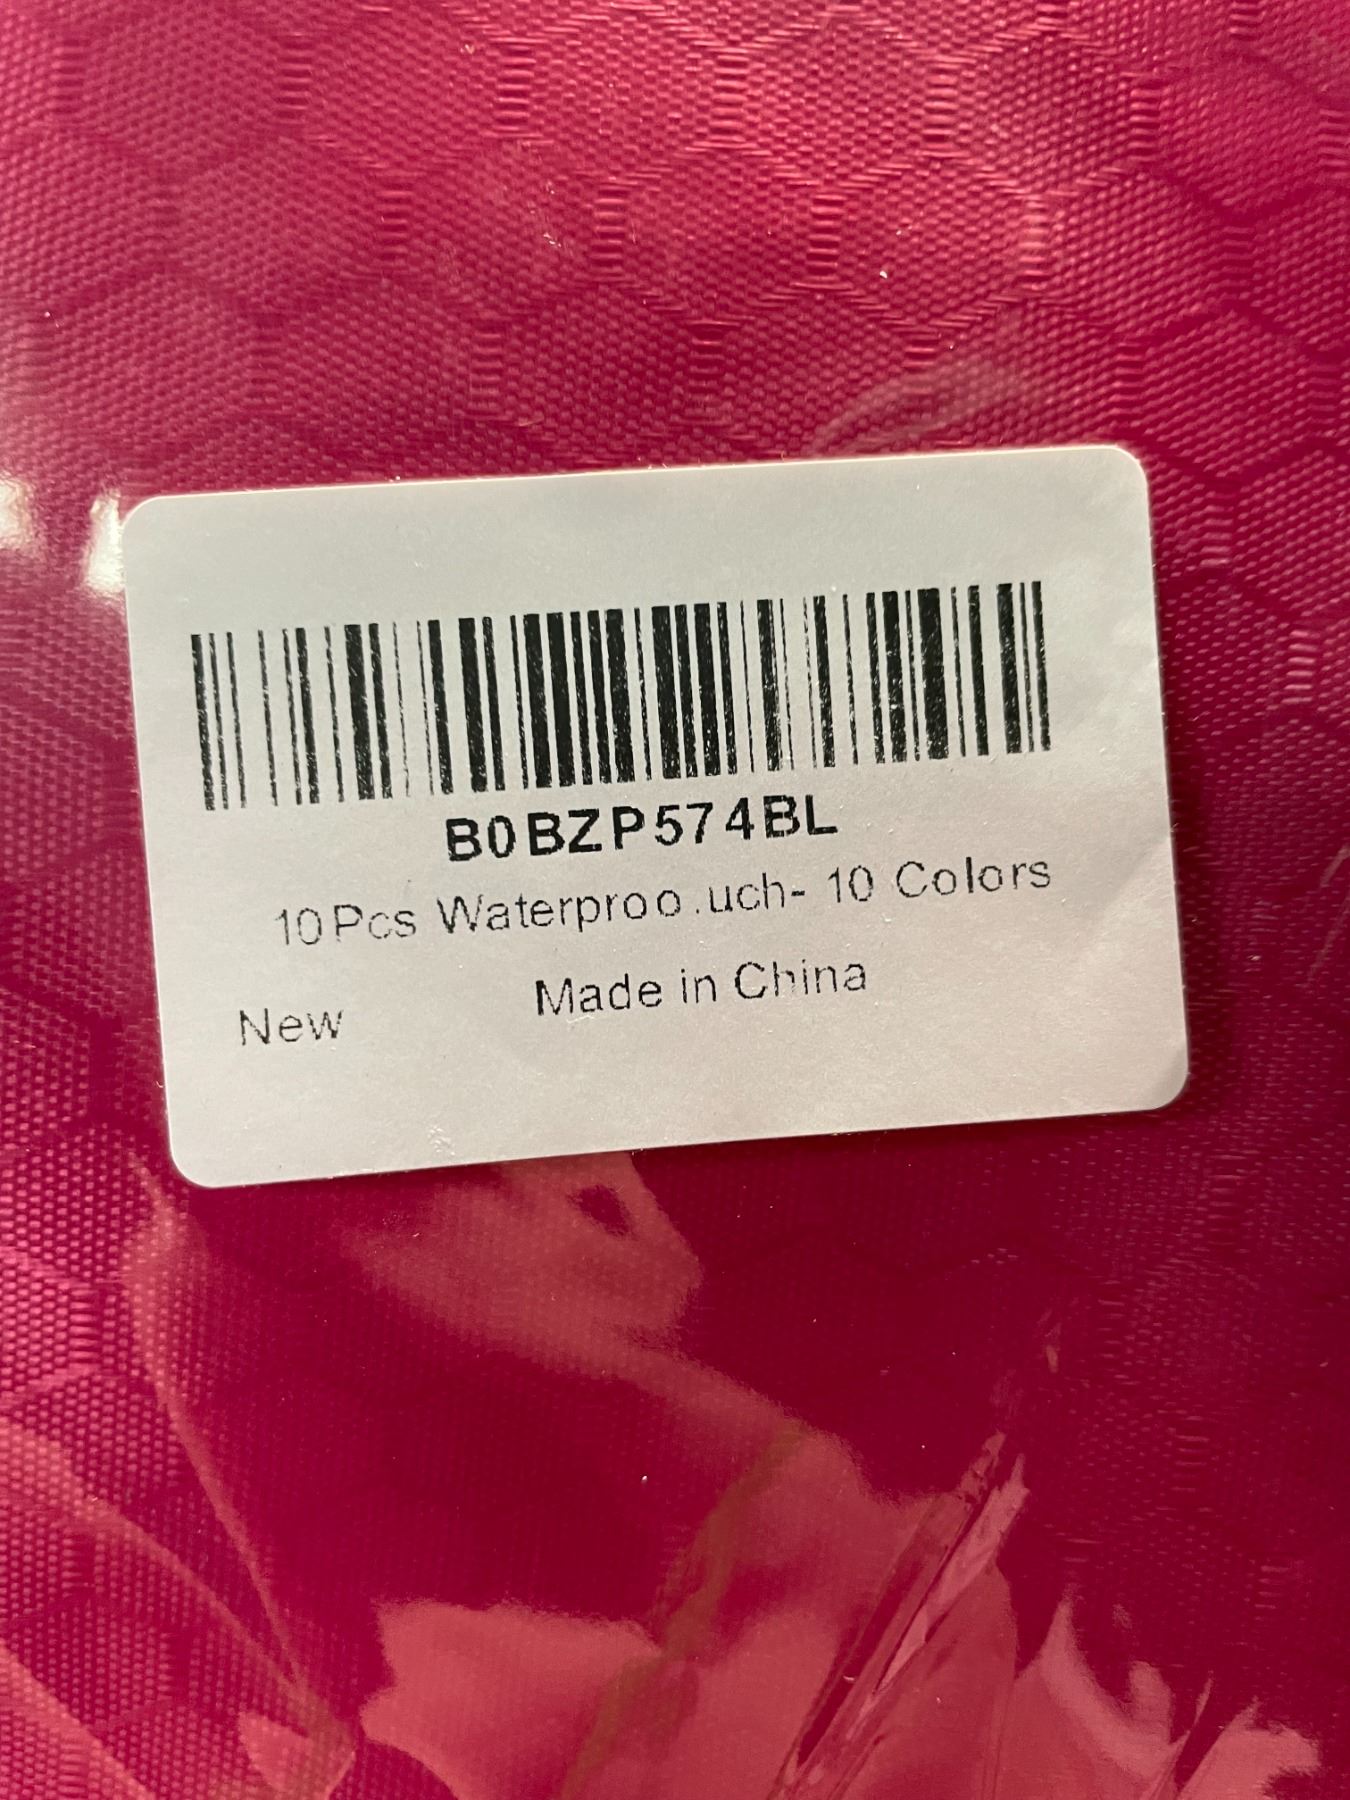 B0BZP574BL
10Pcs Waterproo.uch- 10 Colors
Made in China
New